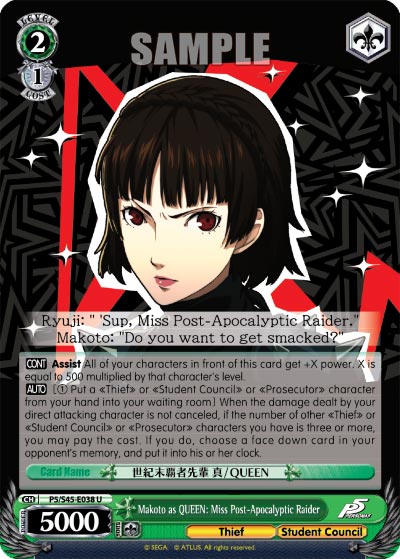 LEVEL
2
1
COST
SAMPLE
Ryuji: " 'Sup, Miss Post-Apocalyptic Raider."
Makoto: "Do you want to get smacked?"
CONT Assist All of your characters in front of this card get +X power. X is
equal to 500 multiplied by that character's level.
AUTO [① Put a «Thief» or «Student Council» or «Prosecutor» character
from your hand into your waiting room] When the damage dealt by your
direct attacking character is not canceled, if the number of other «Thief» or
«Student Council» or «Prosecutor» characters you have is three or more,
you may pay the cost. If you do, choose a face down card in your
opponent's memory, and put it into his or her clock.
Card Name
世紀末覇者先輩 真/QUEEN
CH P5/S45-E038 U
Makoto as QUEEN: Miss Post-Apocalyptic Raider
P5
PERSONA5
POWER
5000
TRAIT
Thief
Student Council
© SEGA. © ATLUS. All rights reserved.